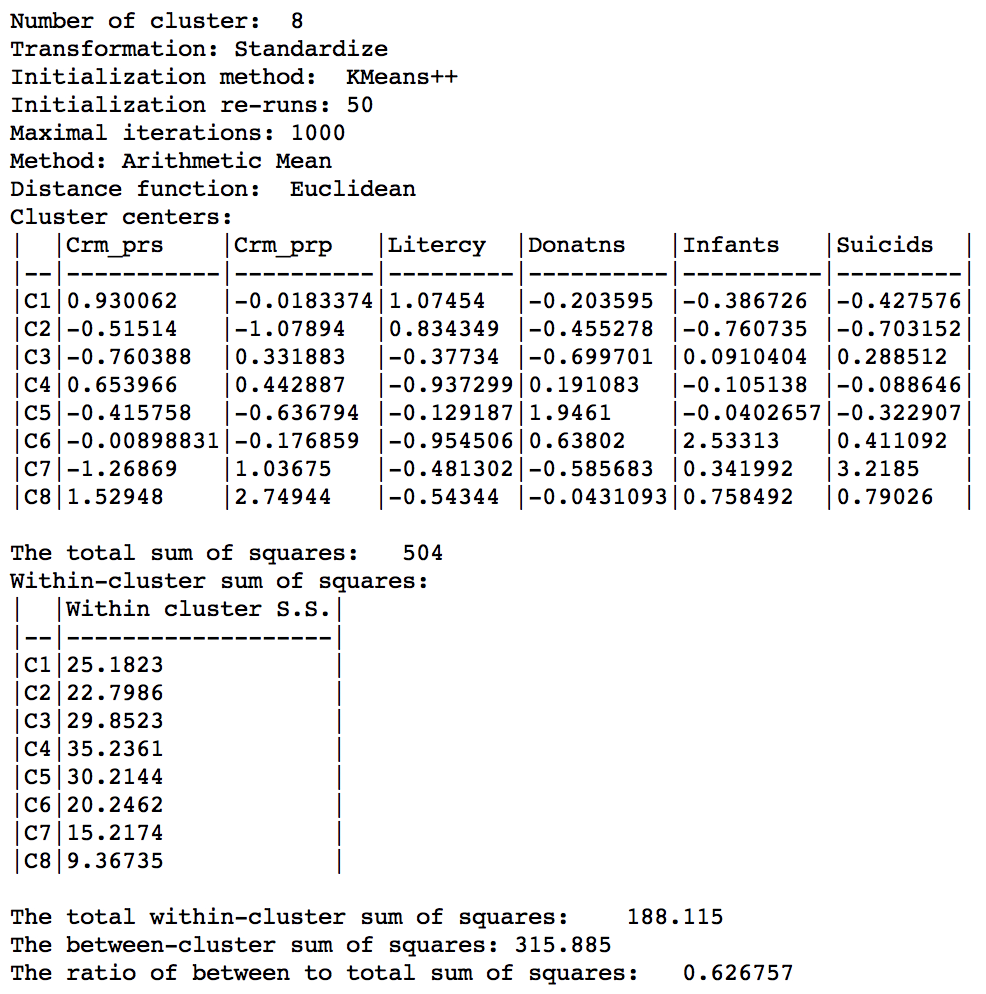 Number of cluster:  8
Transformation: Standardize
Initialization method:  KMeans++
Initialization re-runs: 50
Maximal iterations: 1000
Method: Arithmetic Mean
Distance function:  Euclidean
Cluster centers:
|  |Crm_prs    |Crm_prp   |Litercy  |Donatns   |Infants   |Suicids  |
|--|-----------|----------|---------|----------|----------|---------|
|C1|0.930062   |-0.0183374|1.07454  |-0.203595 |-0.386726 |-0.427576|
|C2|-0.51514   |-1.07894  |0.834349 |-0.455278 |-0.760735 |-0.703152|
|C3|-0.760388  |0.331883  |-0.37734 |-0.699701 |0.0910404 |0.288512 |
|C4|0.653966   |0.442887  |-0.937299|0.191083  |-0.105138 |-0.088646|
|C5|-0.415758  |-0.636794 |-0.129187|1.9461    |-0.0402657|-0.322907|
|C6|-0.00898831|-0.176859 |-0.954506|0.63802   |2.53313   |0.411092 |
|C7|-1.26869   |1.03675   |-0.481302|-0.585683 |0.341992  |3.2185   |
|C8|1.52948    |2.74944   |-0.54344 |-0.0431093|0.758492  |0.79026  |
The total sum of squares:   504
Within-cluster sum of squares:
|  |Within cluster S.S.|
|--|-------------------|
|C1|25.1823            |
|C2|22.7986            |
|C3|29.8523            |
|C4|35.2361            |
|C5|30.2144            |
|C6|20.2462            |
|C7|15.2174            |
|C8|9.36735            |
The total within-cluster sum of squares:    188.115
The between-cluster sum of squares: 315.885
The ratio of between to total sum of squares:   0.626757